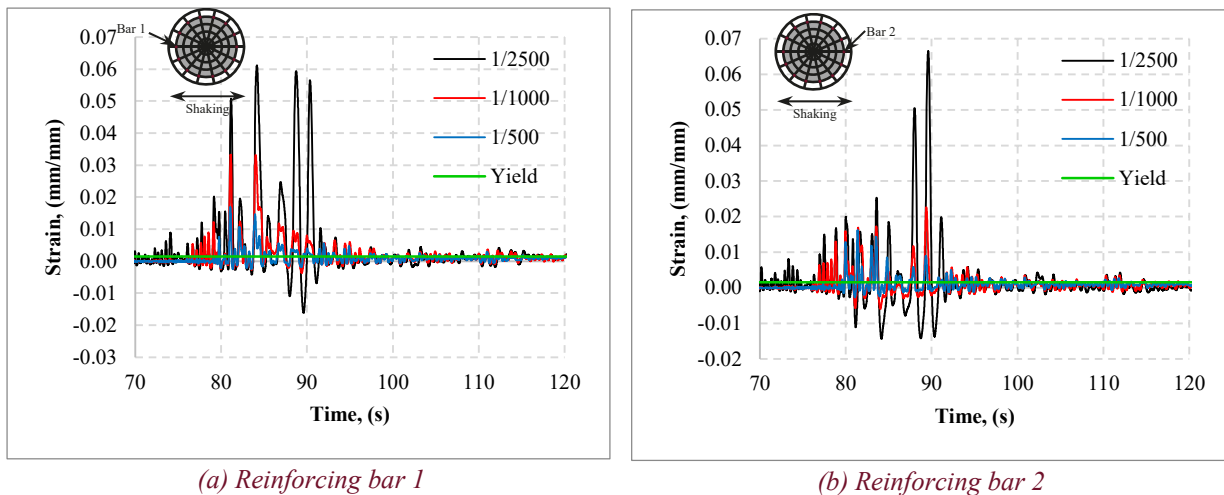 Bar 1
Shaking
0.07
0.06
0.05
0.04
0.03
0.02
0.01
0.00
-0.01
-0.02
-0.03
Strain, (mm/mm)
1/2500
1/1000
1/500
Yield
70 80 90 100 110 120
Time, (s)
(a) Reinforcing bar 1
Bar 2
Shaking
0.07
0.06
0.05
0.04
0.03
0.02
0.01
0.00
-0.01
-0.02
Strain, (mm/mm)
1/2500
1/1000
1/500
Yield
70 80 90 100 110 120
Time, (s)
(b) Reinforcing bar 2